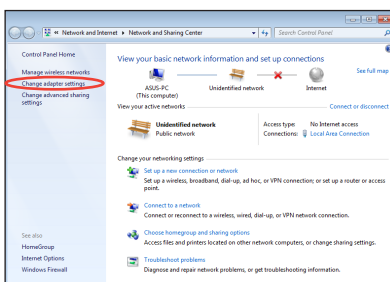 « Network and Internet ▸ Network and Sharing Center
Search Control Panel
Control Panel Home
Manage wireless networks
Change adapter settings
Change advanced sharing
settings
See also
HomeGroup
Internet Options
Windows Firewall
View your basic network information and set up connections
See full map
ASUS-PC
(This computer)
Unidentified network
Internet
View your active networks
Connect or disconnect
Unidentified network
Public network
Access type: No Internet access
Connections: Local Area Connection
Change your networking settings
Set up a new connection or network
Set up a wireless, broadband, dial-up, ad hoc, or VPN connection; or set up a router or access
point.
Connect to a network
Connect or reconnect to a wireless, wired, dial-up, or VPN network connection.
Choose homegroup and sharing options
Access files and printers located on other network computers, or change sharing settings.
Troubleshoot problems
Diagnose and repair network problems, or get troubleshooting information.